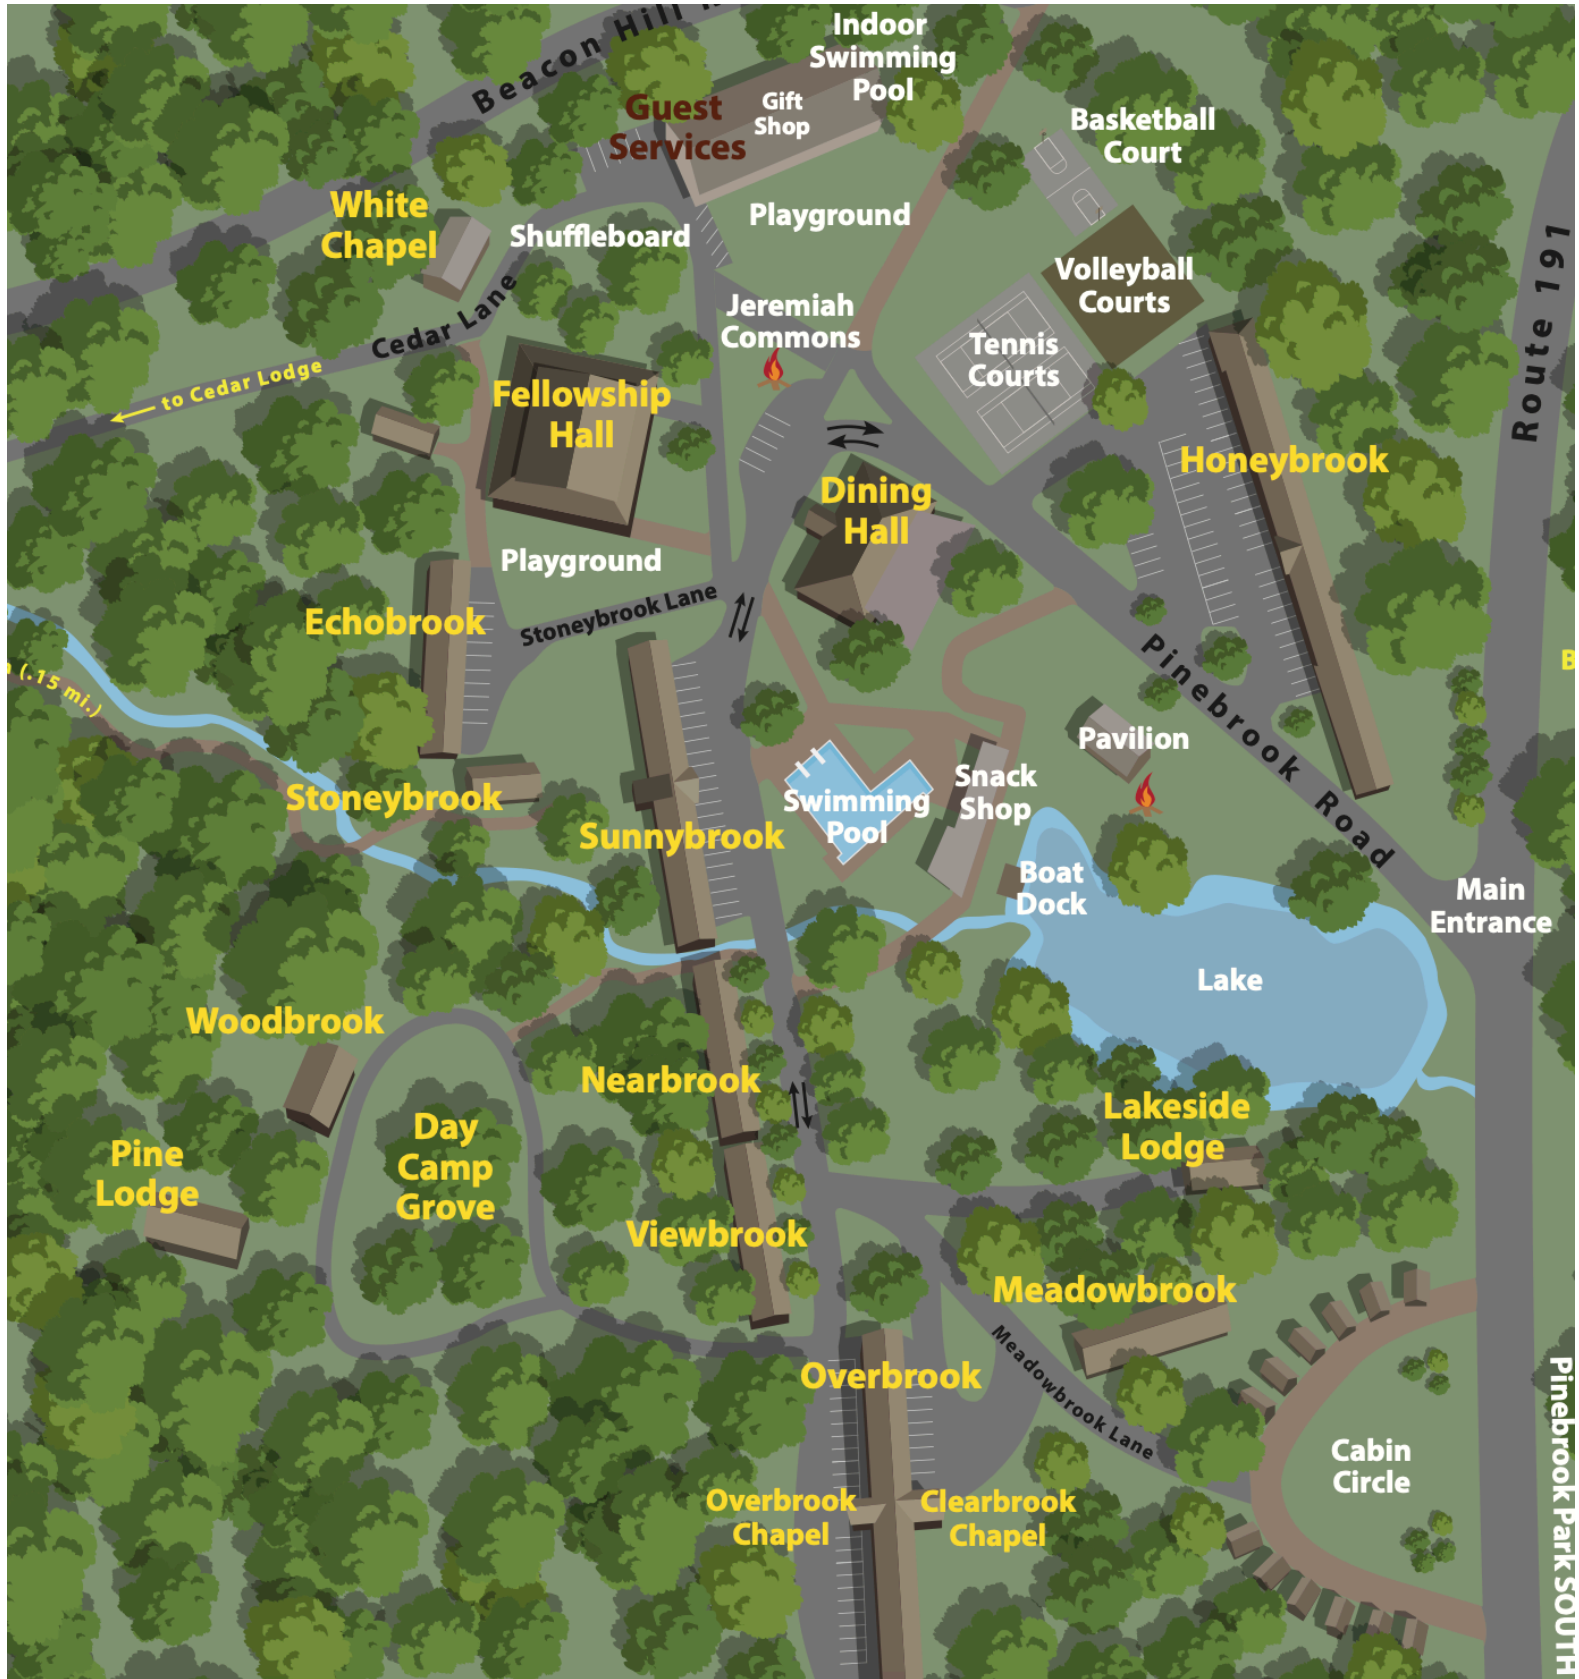 Indoor
Swimming
Pool
Beacon Hill
Guest
Services
Gift
Shop
Basketball
Court
White
Chapel
Shuffleboard
Playground
Route 191
Volleyball
Courts
Cedar Lane
Jeremiah
Commons
Tennis
Courts
to Cedar Lodge
Fellowship
Hall
Honeybrook
Dining
Hall
Playground
Stoneybrook Lane
Echobrook
Pinebrook Road
(.15 mi.)
B
Pavilion
Stoneybrook
Snack
Shop
Swimming
Pool
Sunnybrook
Boat
Dock
Main
Entrance
Lake
Woodbrook
Nearbrook
Lakeside
Lodge
Day
Camp
Grove
Pine
Lodge
Viewbrook
Meadowbrook
Meadowbrook Lane
Overbrook
Pinebrook Park SOUTH
Cabin
Circle
Overbrook
Chapel
Clearbrook
Chapel